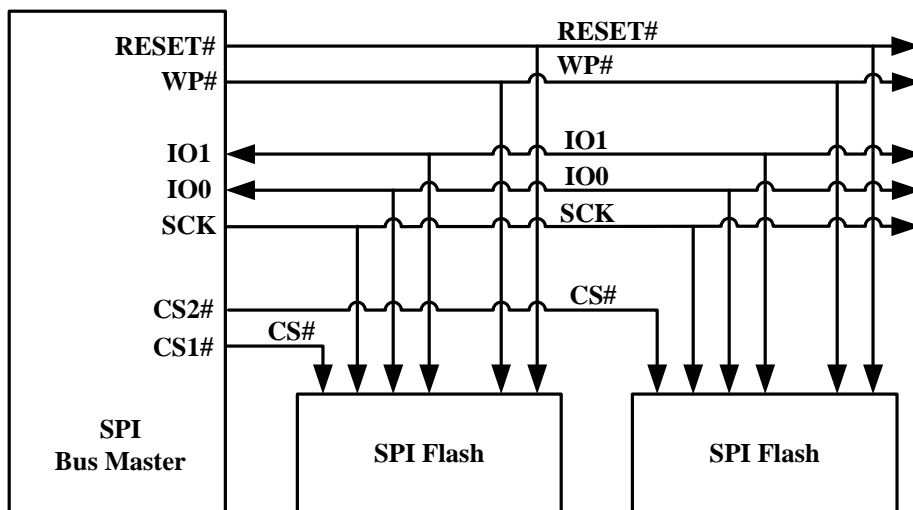 RESET#
RESET#
WP#
WP#
IO1
IO1
IO0
IO0
SCK
SCK
CS2#
CS#
CS1#
CS#
SPI
Bus Master
SPI Flash
SPI Flash